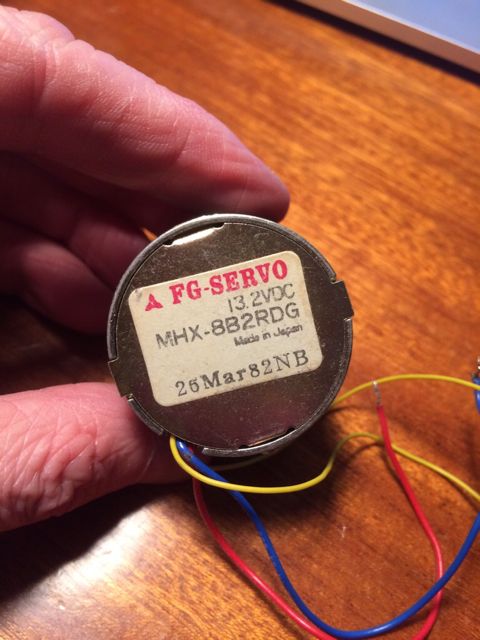 FG-SERVO
13.2VDC
MHX-8B2RDG
Made in Japan
26Mar82NB